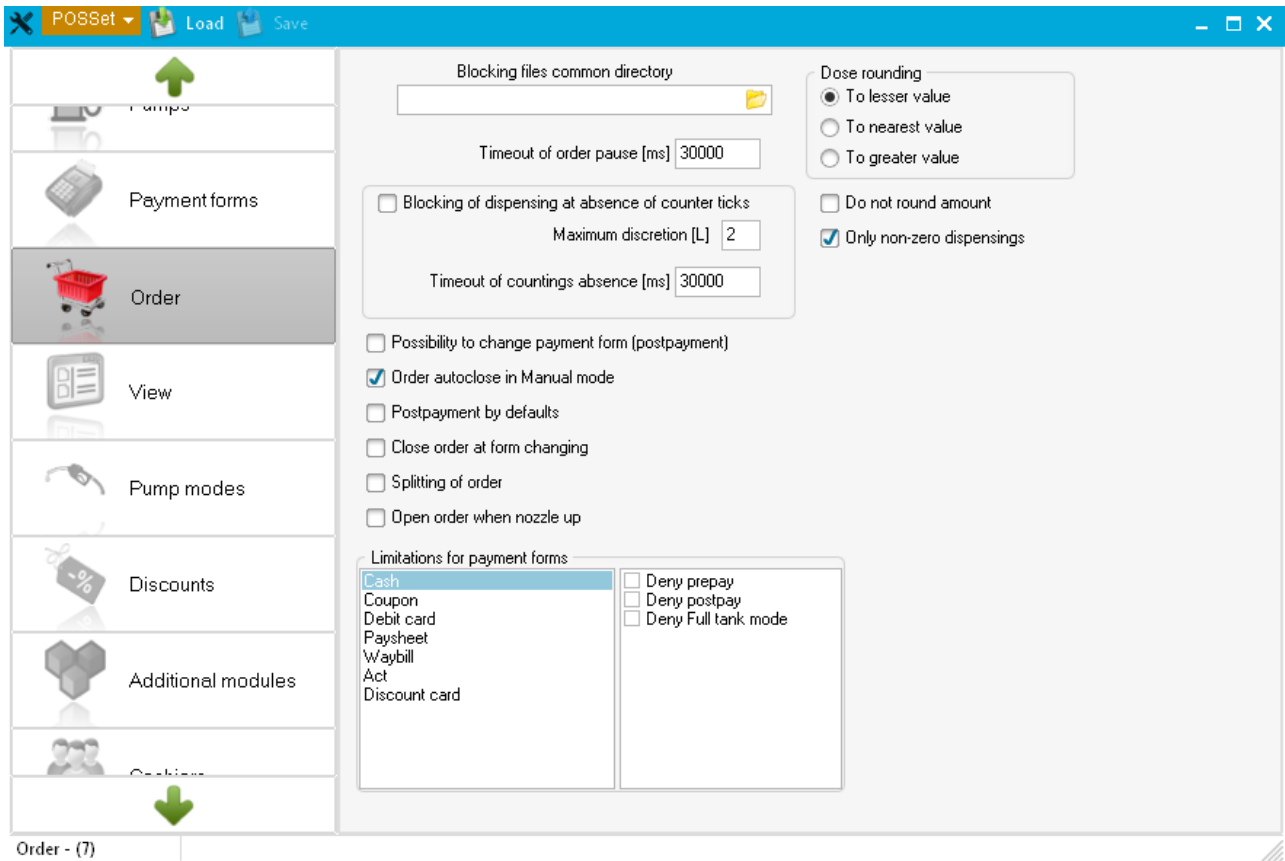 POSSet Load Save
Pumps
Payment forms
Order
View
Pump modes
Discounts
Additional modules
Cashiers
Blocking files common directory
Timeout of order pause [ms] 30000
Blocking of dispensing at absence of counter ticks
Maximum discretion [L] 2
Timeout of countings absence [ms] 30000
Possibility to change payment form (postpayment)
Order autoclose in Manual mode
Postpayment by defaults
Close order at form changing
Splitting of order
Open order when nozzle up
Limitations for payment forms
Cash
Coupon
Debit card
Paysheet
Waybill
Act
Discount card
Deny prepay
Deny postpay
Deny Full tank mode
Dose rounding
To lesser value
To nearest value
To greater value
Do not round amount
Only non-zero dispensings
Order - (7)